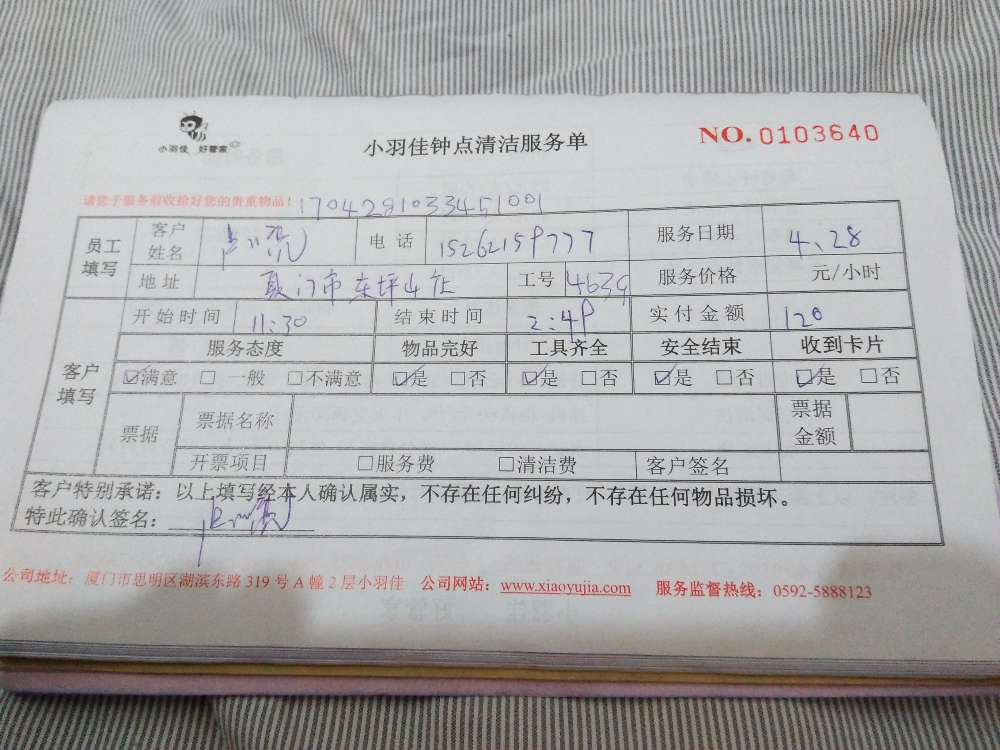 小羽佳 好管家
小羽佳钟点清洁服务单
NO.0103640
请您于服务前收拾好您的贵重物品! 1704281033451001
员工填写 客户姓名 电话 15262159777 服务日期 4、28
地址 厦门市东坪山社 工号 4639 服务价格 元/小时
客户填写 开始时间 11:30 结束时间 2:49 实付金额 120
服务态度 物品完好 工具齐全 安全结束 收到卡片
☑满意 □一般 □不满意 ☑是 □否 ☑是 □否 ☑是 □否 ☑是 □否
票据 票据名称 票据金额
开票项目 □服务费 □清洁费 客户签名
客户特别承诺：以上填写经本人确认属实，不存在任何纠纷，不存在任何物品损坏。
特此确认签名：
公司地址：厦门市思明区湖滨东路 319 号 A 幢 2 层小羽佳 公司网站：www.xiaoyujia.com 服务监督热线：0592-5888123